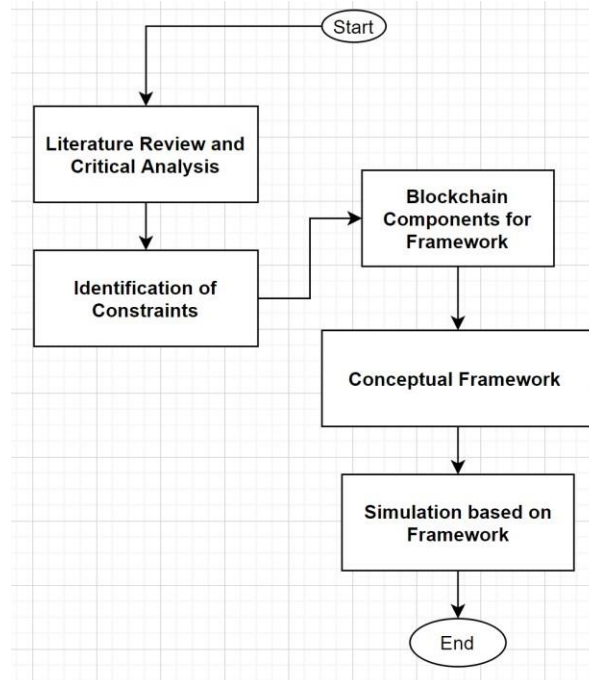 Start
Literature Review and
Critical Analysis
Identification of
Constraints
Blockchain
Components for
Framework
Conceptual Framework
Simulation based on
Framework
End